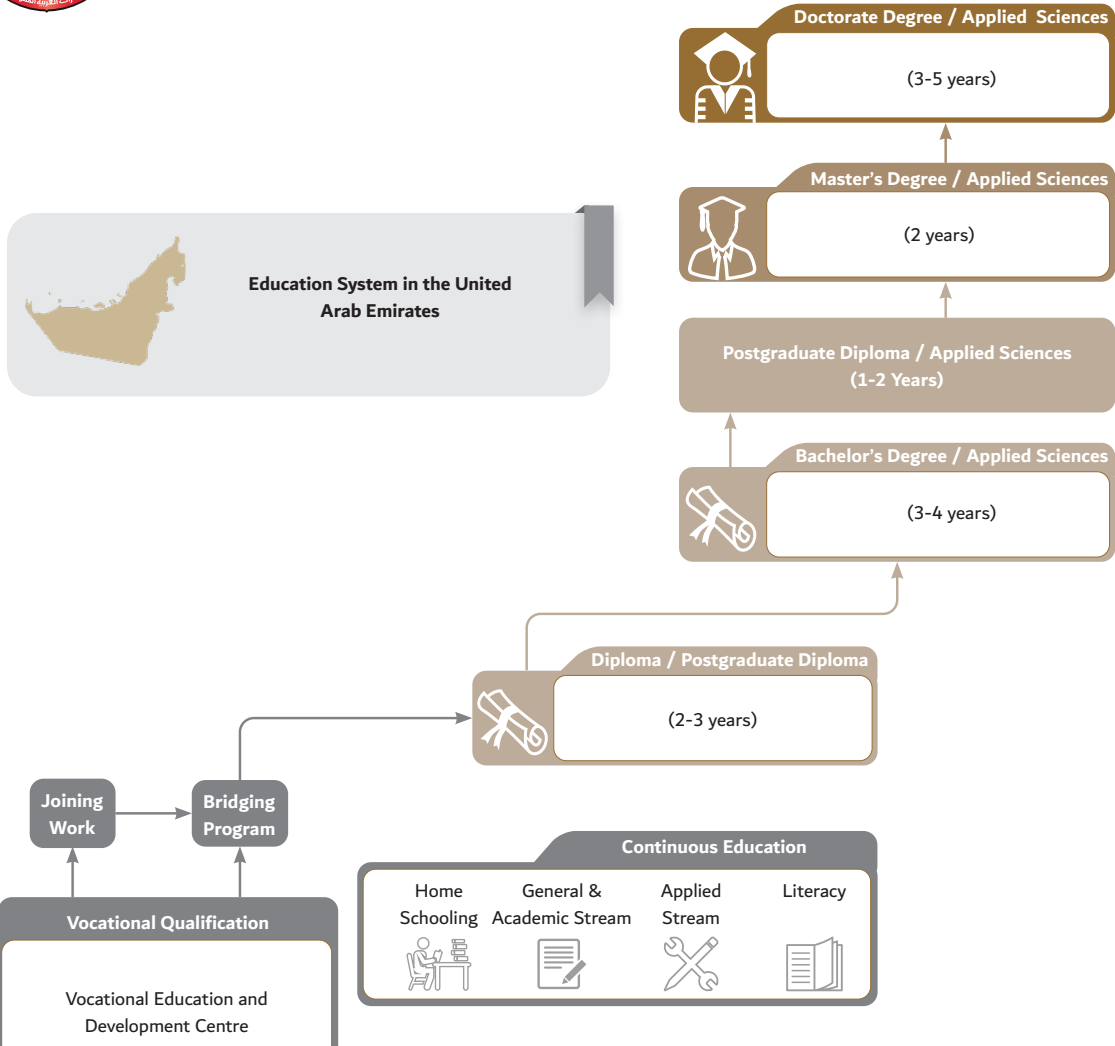 Doctorate Degree / Applied Sciences
(3-5 years)
Master's Degree / Applied Sciences
(2 years)
Education System in the United
Arab Emirates
Postgraduate Diploma / Applied Sciences
(1-2 Years)
Bachelor's Degree / Applied Sciences
(3-4 years)
Diploma / Postgraduate Diploma
(2-3 years)
Joining
Work
Bridging
Program
Continuous Education
Home
Schooling
General &
Academic Stream
Applied
Stream
Literacy
Vocational Qualification
Vocational Education and
Development Centre